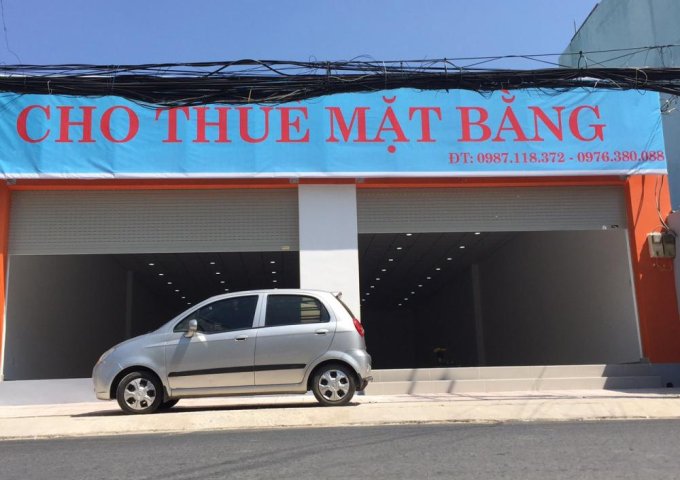 CHO THUÊ MẶT BẰNG
ĐT: 0987.118.372 - 0976.380.088